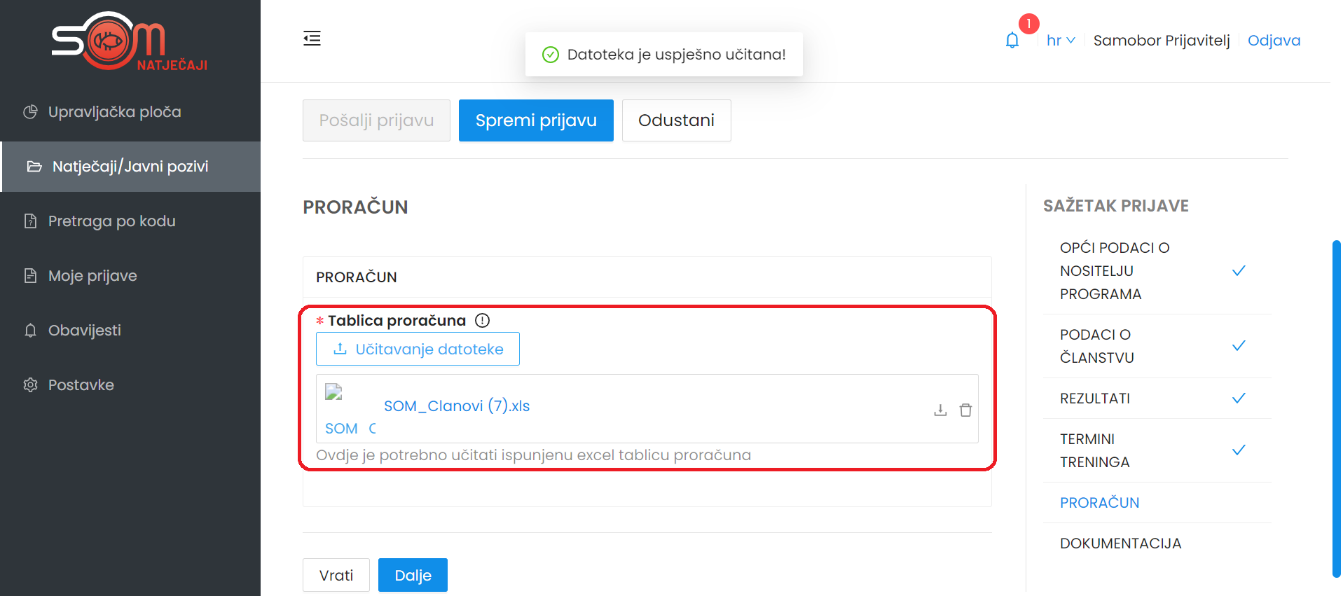 SOM
NATJEČAJI
Upravljačka ploča
Natječaji/Javni pozivi
Pretraga po kodu
Moje prijave
Obavijesti
Postavke
Datoteka je uspješno učitana!
1
hr
Samobor Prijavitelj
Odjava
Pošalji prijavu
Spremi prijavu
Odustani
PRORAČUN
PRORAČUN
* Tablica proračuna
Učitavanje datoteke
SOM_Clanovi (7).xls
SOM C
Ovdje je potrebno učitati ispunjenu excel tablicu proračuna
Vrati
Dalje
SAŽETAK PRIJAVE
OPĆI PODACI O
NOSITELJU
PROGRAMA
PODACI O
ČLANSTVU
REZULTATI
TERMINI
TRENINGA
PRORAČUN
DOKUMENTACIJA